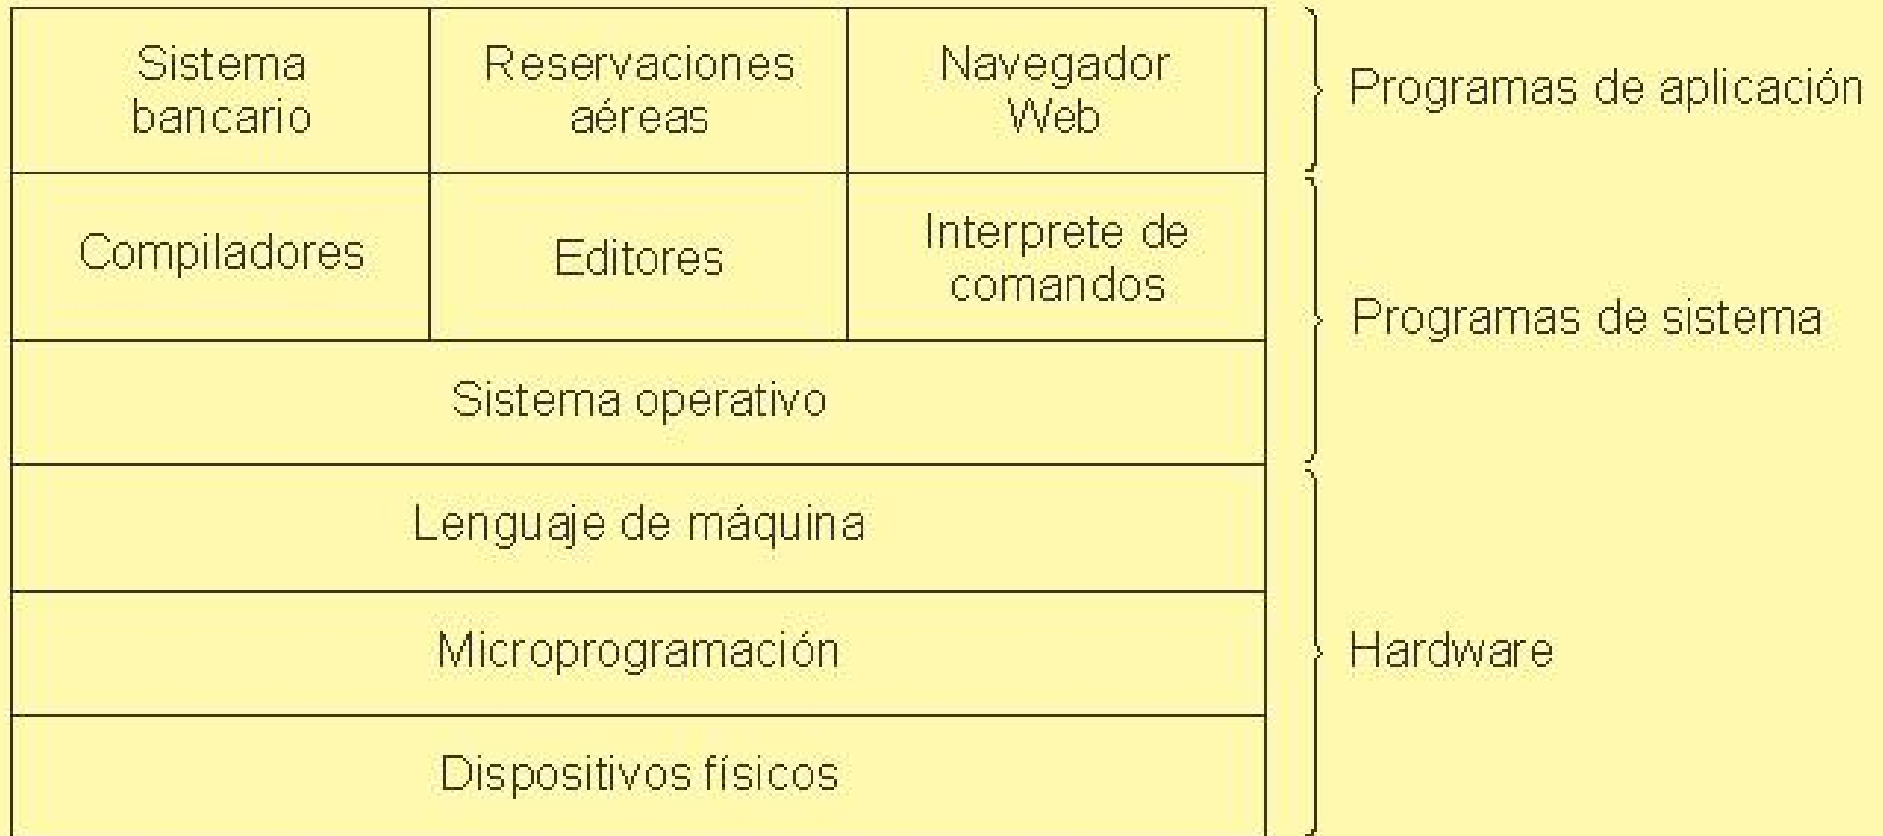 Sistema
bancario
Reservaciones
aéreas
Navegador
Web
Programas de aplicación
Compiladores
Editores
Interprete de
comandos
Programas de sistema
Sistema operativo
Lenguaje de máquina
Microprogramación
Hardware
Dispositivos físicos